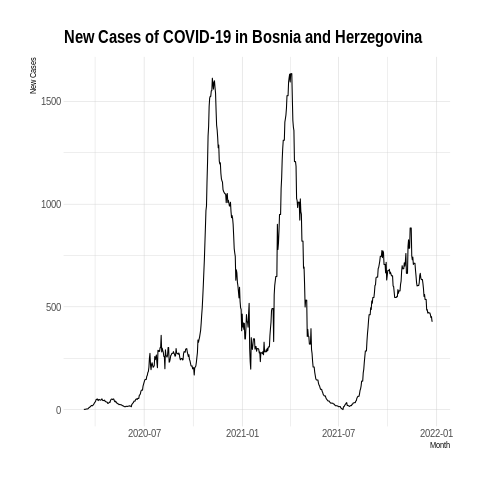 New Cases of COVID-19 in Bosnia and Herzegovina
New Cases
1500
1000
500
0
2020-07
2021-01
2021-07
2022-01
Month